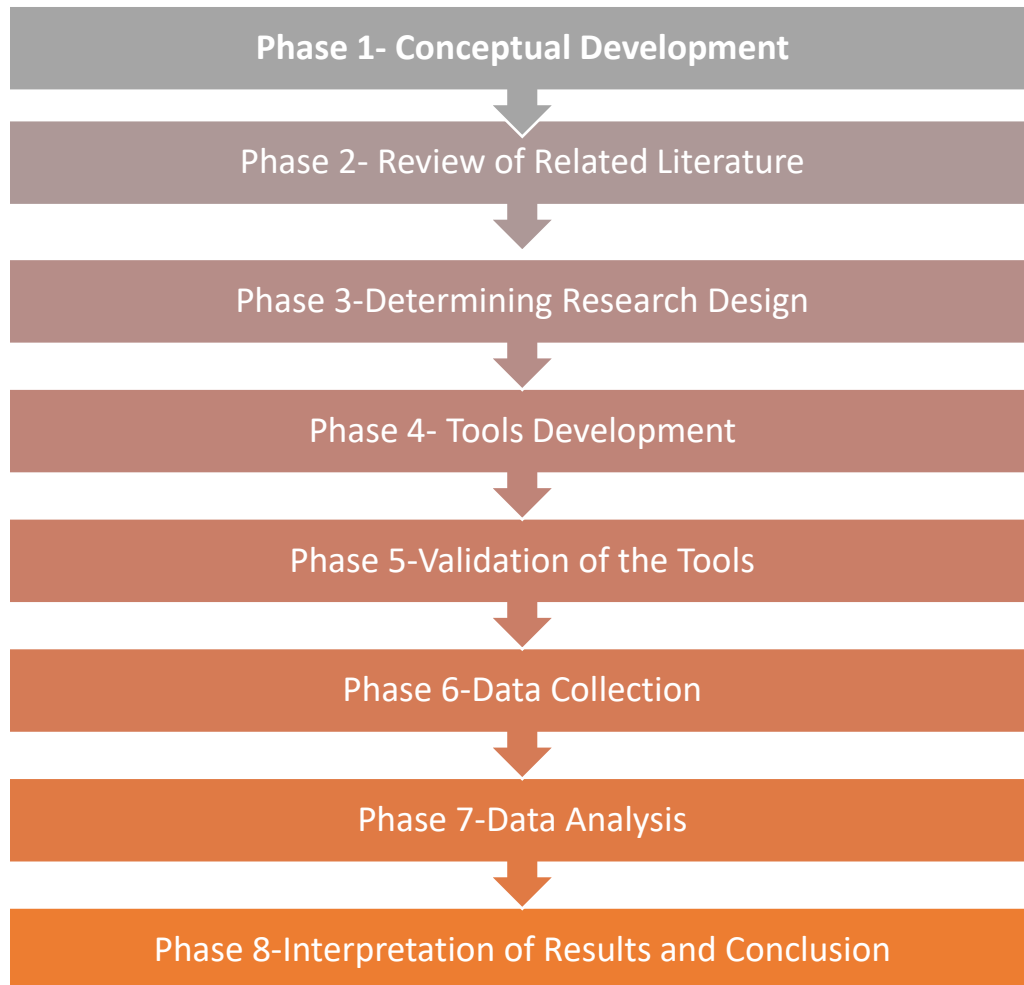 Phase 1- Conceptual Development
Phase 2- Review of Related Literature
Phase 3-Determining Research Design
Phase 4- Tools Development
Phase 5-Validation of the Tools
Phase 6-Data Collection
Phase 7-Data Analysis
Phase 8-Interpretation of Results and Conclusion